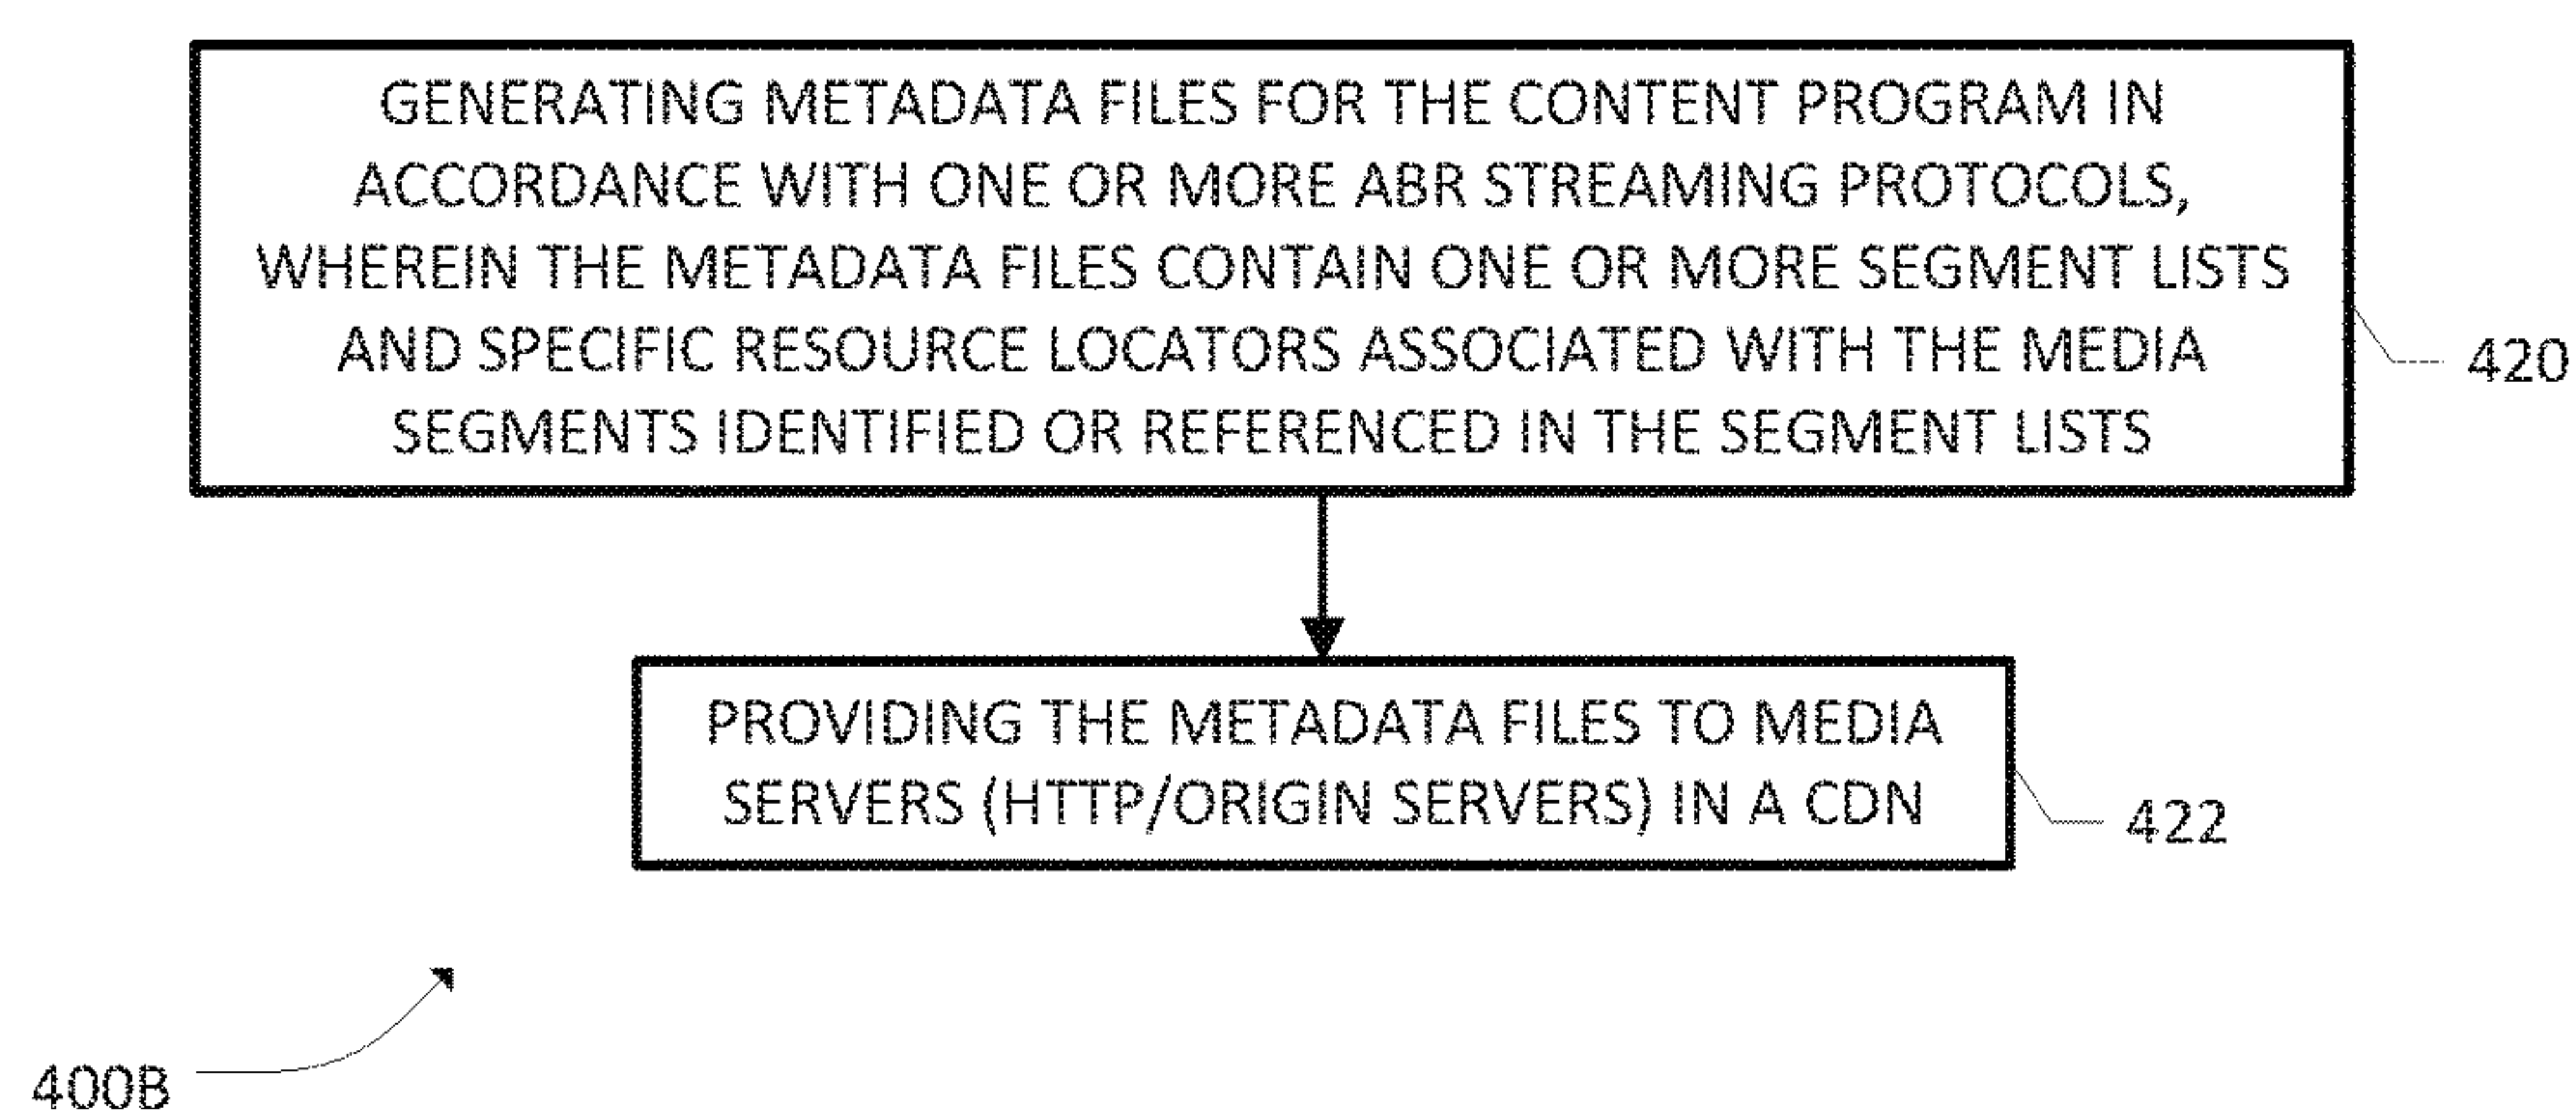 GENERATING METADATA FILES FOR THE CONTENT PROGRAM IN
ACCORDANCE WITH ONE OR MORE ABR STREAMING PROTOCOLS,
WHEREIN THE METADATA FILES CONTAIN ONE OR MORE SEGMENT LISTS
AND SPECIFIC RESOURCE LOCATORS ASSOCIATED WITH THE MEDIA
SEGMENTS IDENTIFIED OR REFERENCED IN THE SEGMENT LISTS
420
PROVIDING THE METADATA FILES TO MEDIA
SERVERS (HTTP/ORIGIN SERVERS) IN A CDN
422
400B